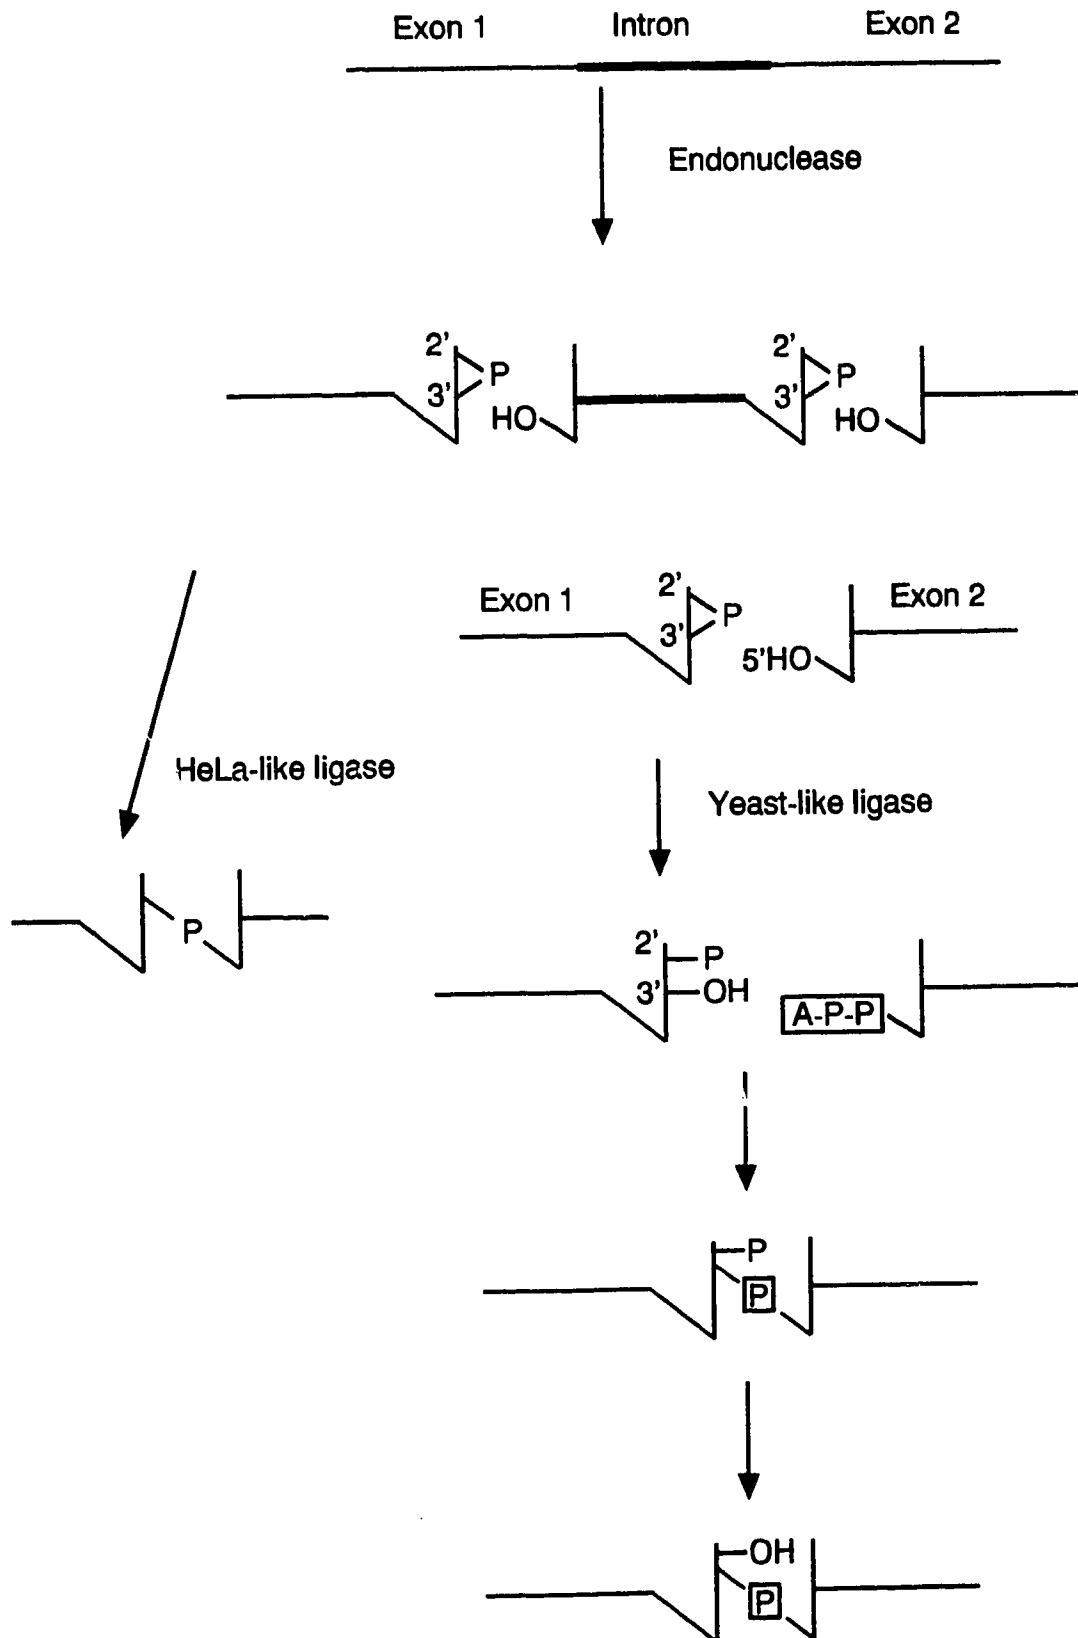 Exon 1 Intron Exon 2
Endonuclease
2' P 3' HO 2' P 3' HO
Exon 1 2' P 3' 5'HO Exon 2
HeLa-like ligase
Yeast-like ligase
P
2' P
3' OH A-P-P
P
P
OH
P